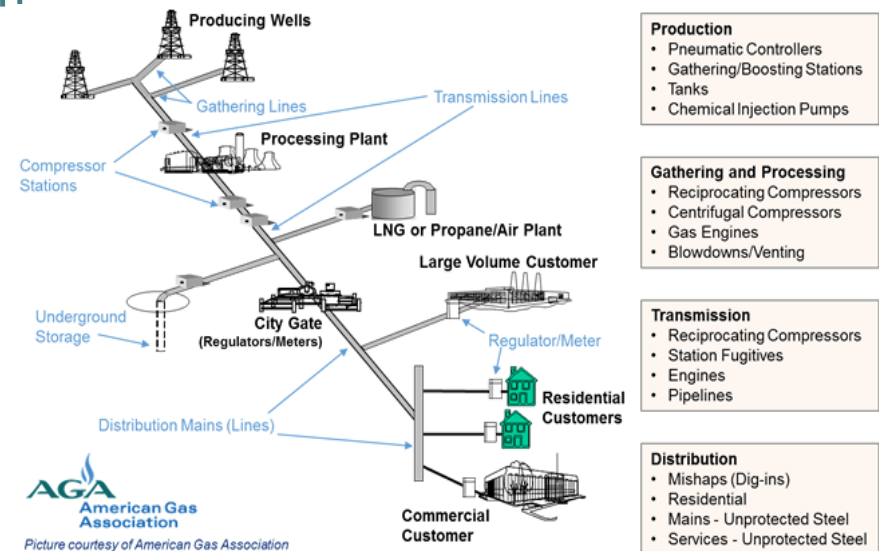 Producing Wells
Gathering Lines
Transmission Lines
Processing Plant
Compressor
Stations
LNG or Propane/Air Plant
Large Volume Customer
Underground
Storage
City Gate
(Regulators/Meters)
Regulator/Meter
Residential
Customers
Distribution Mains (Lines)
Commercial
Customer
AGA
American Gas
Association
Picture courtesy of American Gas Association
Production
• Pneumatic Controllers
• Gathering/Boosting Stations
• Tanks
• Chemical Injection Pumps
Gathering and Processing
• Reciprocating Compressors
• Centrifugal Compressors
• Gas Engines
• Blowdowns/Venting
Transmission
• Reciprocating Compressors
• Station Fugitives
• Engines
• Pipelines
Distribution
• Mishaps (Dig-ins)
• Residential
• Mains - Unprotected Steel
• Services - Unprotected Steel